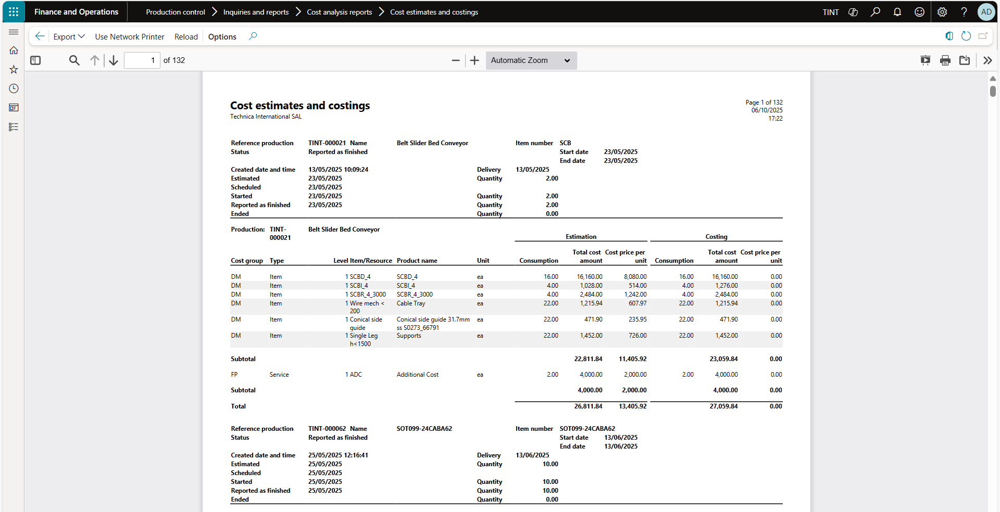 Finance and Operations Production control Inquiries and reports Cost analysis reports Cost estimates and costings TINT AD
Export Use Network Printer Reload Options
1 of 132 Automatic Zoom
Cost estimates and costings Page 1 of 132
Technica International SAL 06/10/2025
17:22
Reference production TINT-000021 Name Belt Slider Bed Conveyor Item number SCB
Status Reported as finished Start date 23/05/2025
End date 23/05/2025
Created date and time 13/05/2025 10:09:24 Delivery 13/05/2025
Estimated 23/05/2025 Quantity 2.00
Scheduled 23/05/2025
Started 23/05/2025 Quantity 2.00
Reported as finished 23/05/2025 Quantity 2.00
Ended Quantity 0.00
Production: TINT- Belt Slider Bed Conveyor
000021
Estimation Costing
Total cost Cost price per Total cost Cost price per
Cost group Type Level Item/Resource Product name Unit Consumption amount unit Consumption amount unit
DM Item 1 SCBD_4 SCBD_4 ea 16.00 16,160.00 8,080.00 16.00 16,160.00 0.00
DM Item 1 SCBI_4 SCBI_4 ea 4.00 1,028.00 514.00 4.00 1,276.00 0.00
DM Item 1 SCBR_4_3000 SCBR_4_3000 ea 4.00 2,484.00 1,242.00 4.00 2,484.00 0.00
DM Item 1 Wire mech < Cable Tray ea 22.00 1,215.94 607.97 22.00 1,215.94 0.00
200
DM Item 1 Conical side Conical side guide 31.7mm ea 22.00 471.90 235.95 22.00 471.90 0.00
guide ss S0273_66791
DM Item 1 Single Leg Supports ea 22.00 1,452.00 726.00 22.00 1,452.00 0.00
h<1500
Subtotal 22,811.84 11,405.92 23,059.84 0.00
FP Service 1 ADC Additional Cost ea 2.00 4,000.00 2,000.00 2.00 4,000.00 0.00
Subtotal 4,000.00 2,000.00 4,000.00 0.00
Total 26,811.84 13,405.92 27,059.84 0.00
Reference production TINT-000062 Name SOT099-24CABA62 Item number SOT099-24CABA62
Status Reported as finished Start date 13/06/2025
End date 13/06/2025
Created date and time 25/05/2025 12:16:41 Delivery 13/06/2025
Estimated 25/05/2025 Quantity 10.00
Scheduled 25/05/2025
Started 25/05/2025 Quantity 10.00
Reported as finished 25/05/2025 Quantity 10.00
Ended Quantity 0.00